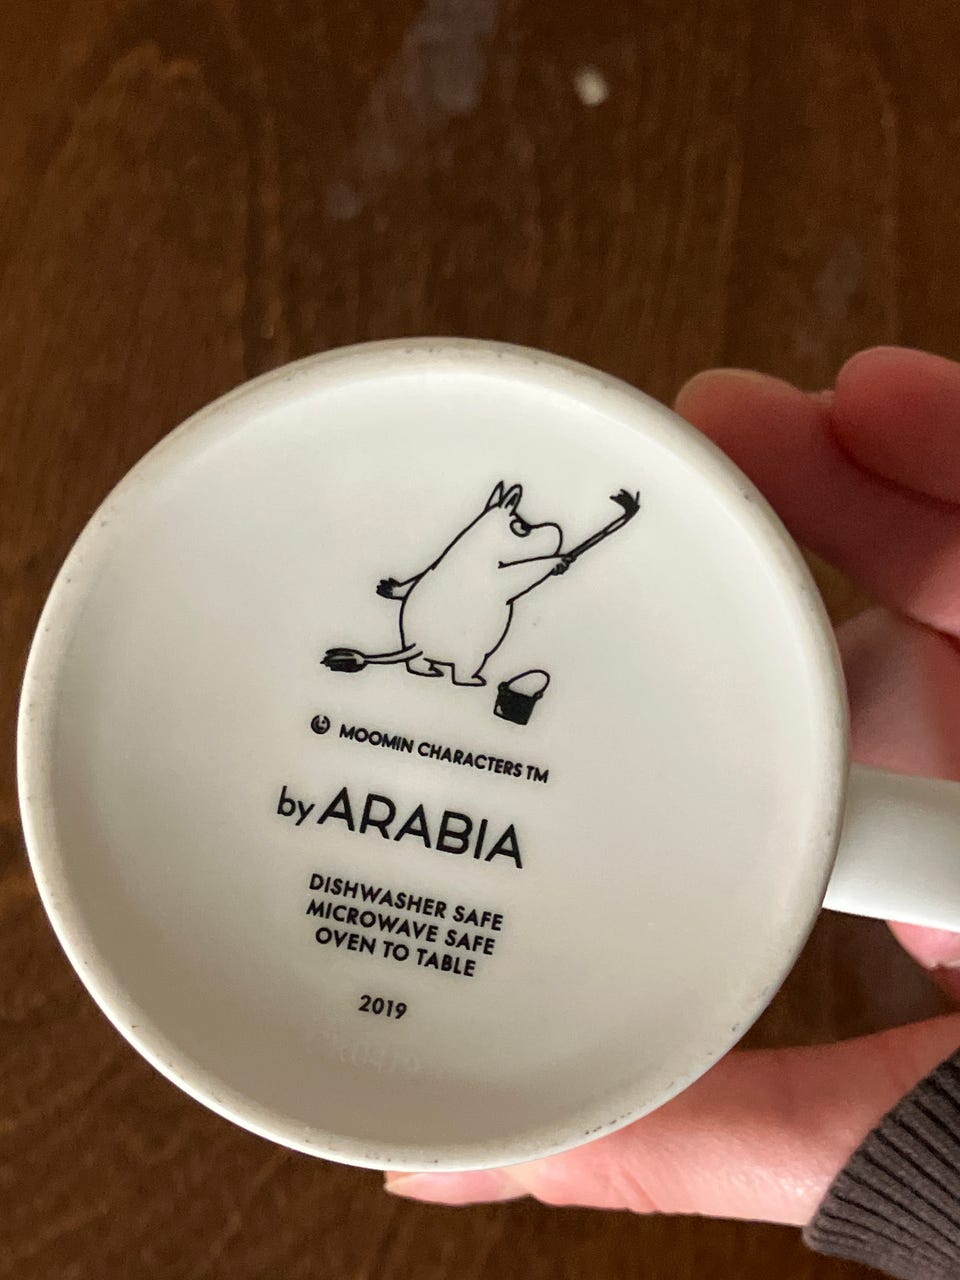 © MOOMIN CHARACTERS TM
by ARABIA
DISHWASHER SAFE
MICROWAVE SAFE
OVEN TO TABLE
2019